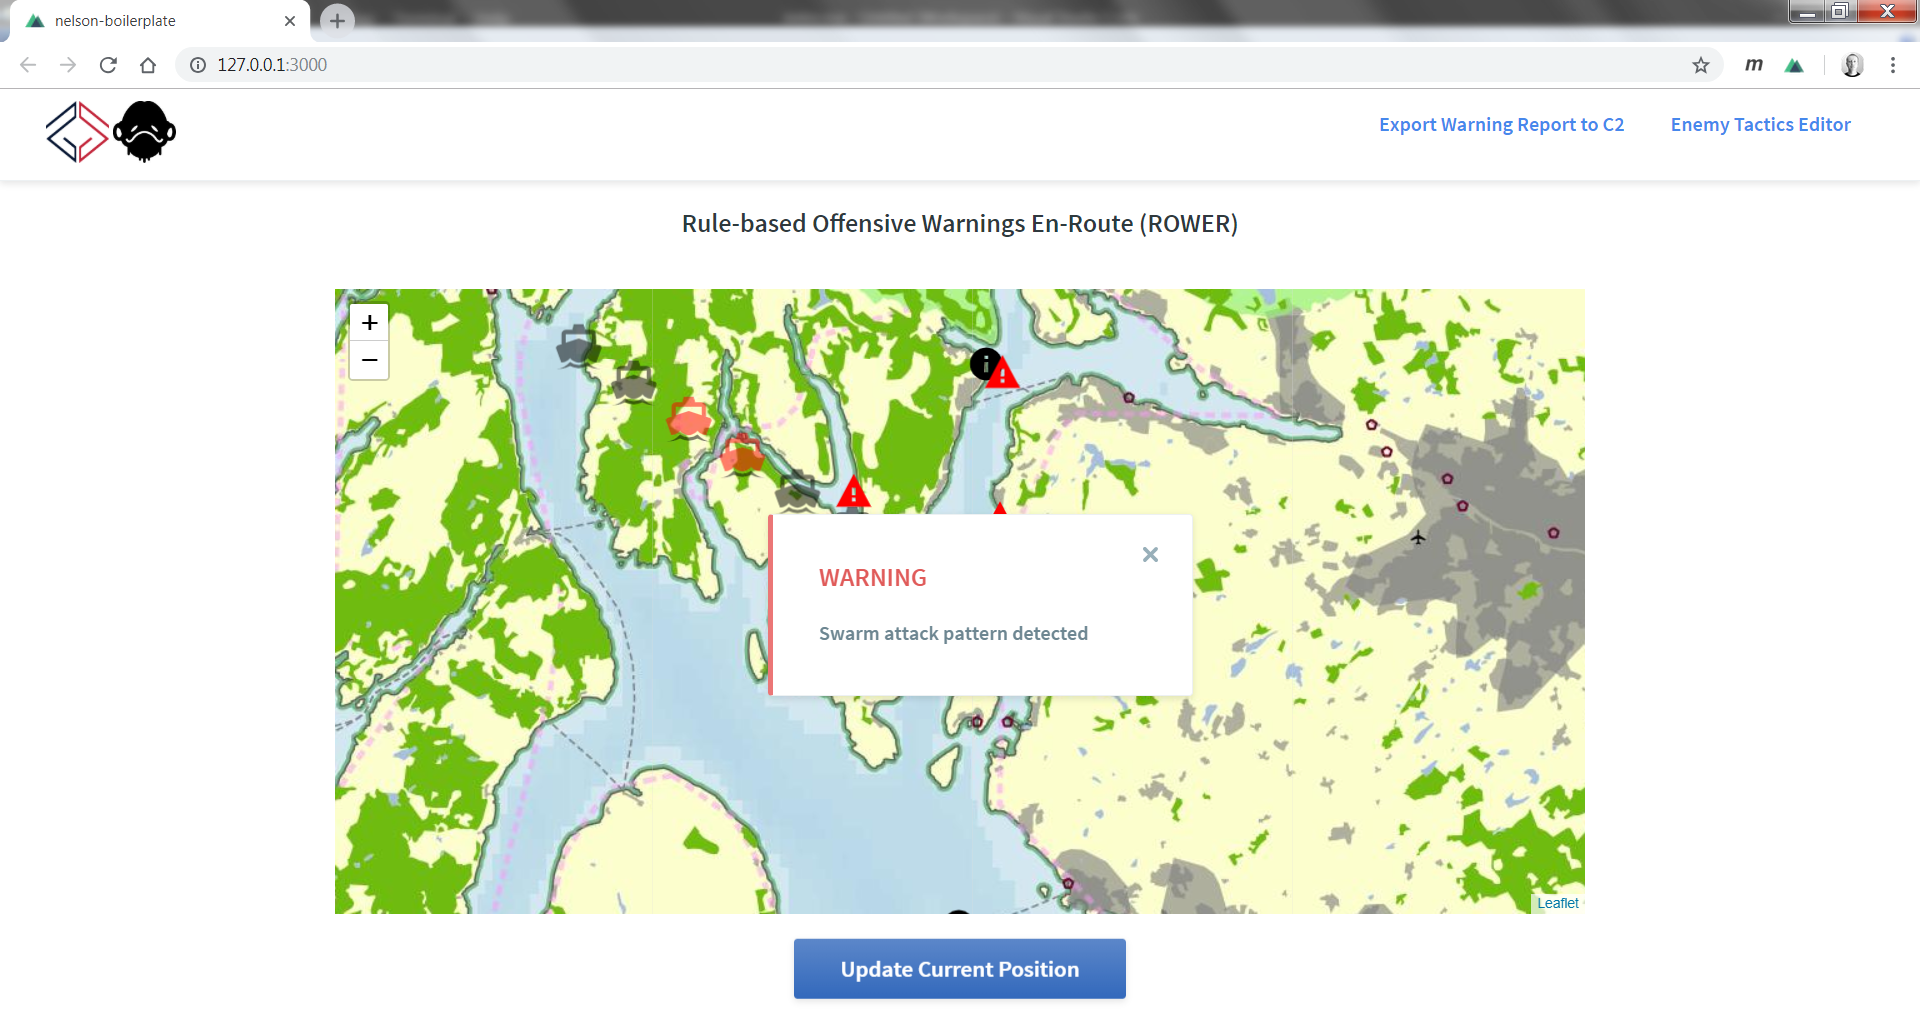 nelson-boilerplate
127.0.0.1:3000
m
Export Warning Report to C2
Enemy Tactics Editor
Rule-based Offensive Warnings En-Route (ROWER)
+
−
WARNING
Swarm attack pattern detected
Leaflet
Update Current Position